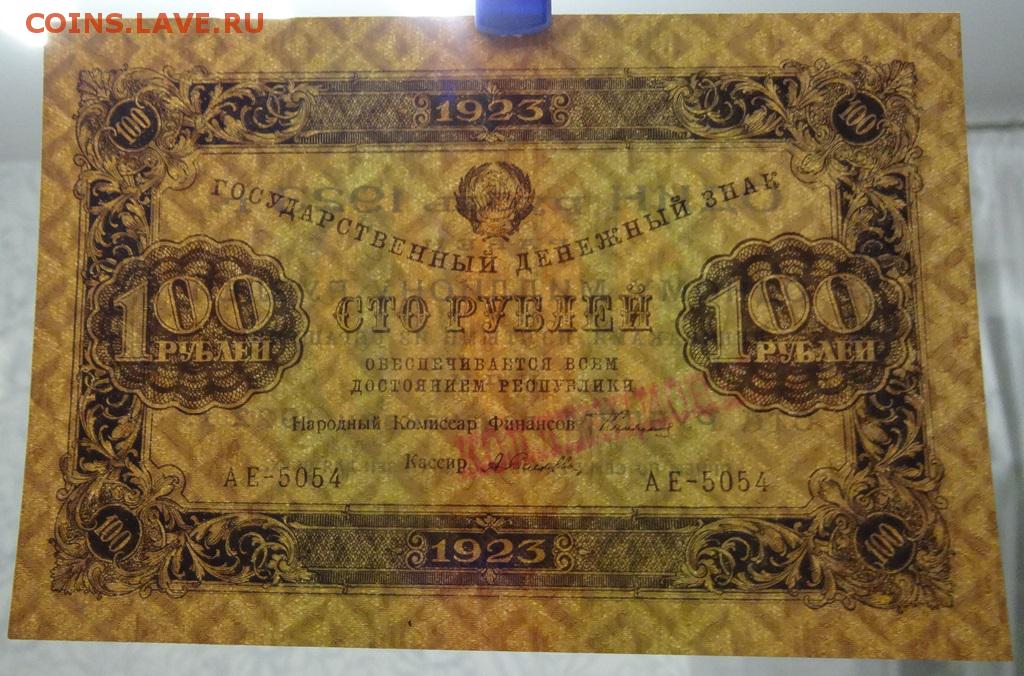 COINS.LAVE.RU
100 1923 100
ГОСУДАРСТВЕННЫЙ ДЕНЕЖНЫЙ ЗНАК
100 РУБЛЕЙ
СТО РУБЛЕЙ
100 РУБЛЕЙ
ОБЕСПЕЧИВАЕТСЯ ВСЕМ
ДОСТОЯНИЕМ РЕСПУБЛИКИ
Народный Комиссар Финансов
Кассир
АЕ-5054 АЕ-5054
100 1923 100